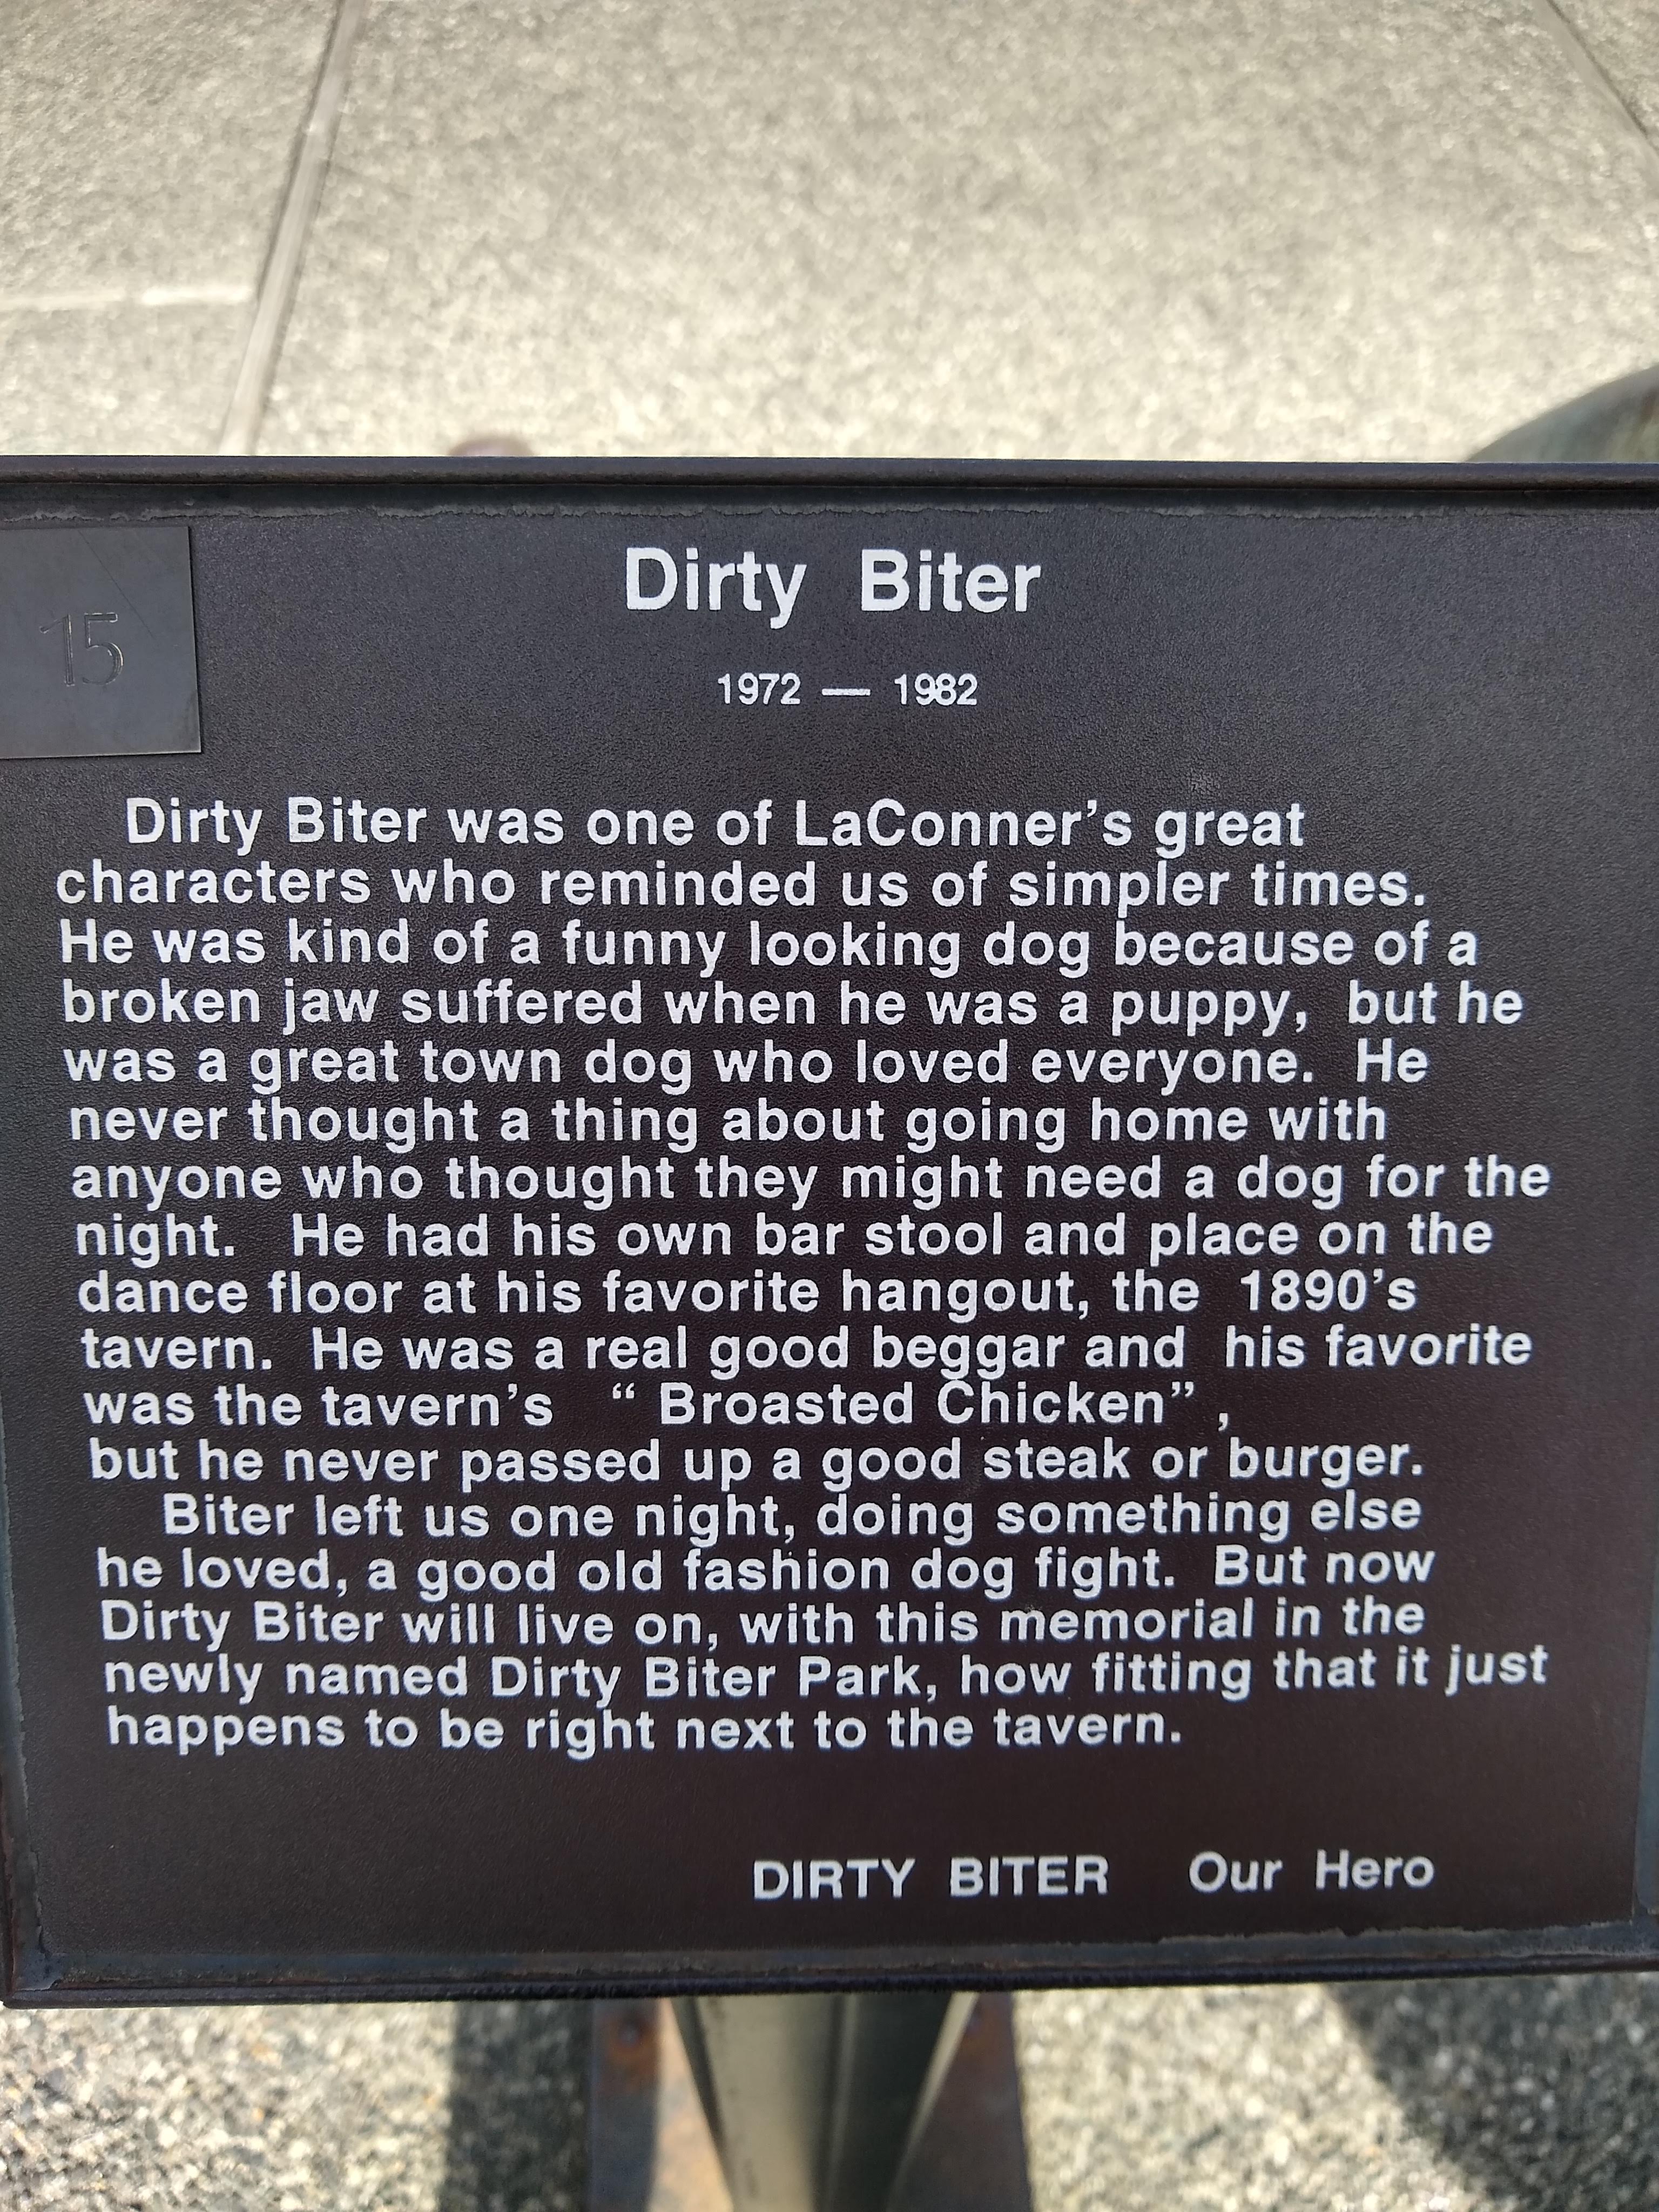 15
Dirty Biter
1972 — 1982
Dirty Biter was one of LaConner's great
characters who reminded us of simpler times.
He was kind of a funny looking dog because of a
broken jaw suffered when he was a puppy, but he
was a great town dog who loved everyone. He
never thought a thing about going home with
anyone who thought they might need a dog for the
night. He had his own bar stool and place on the
dance floor at his favorite hangout, the 1890's
tavern. He was a real good beggar and his favorite
was the tavern's “ Broasted Chicken” ,
but he never passed up a good steak or burger.
Biter left us one night, doing something else
he loved, a good old fashion dog fight. But now
Dirty Biter will live on, with this memorial in the
newly named Dirty Biter Park, how fitting that it just
happens to be right next to the tavern.
DIRTY BITER Our Hero